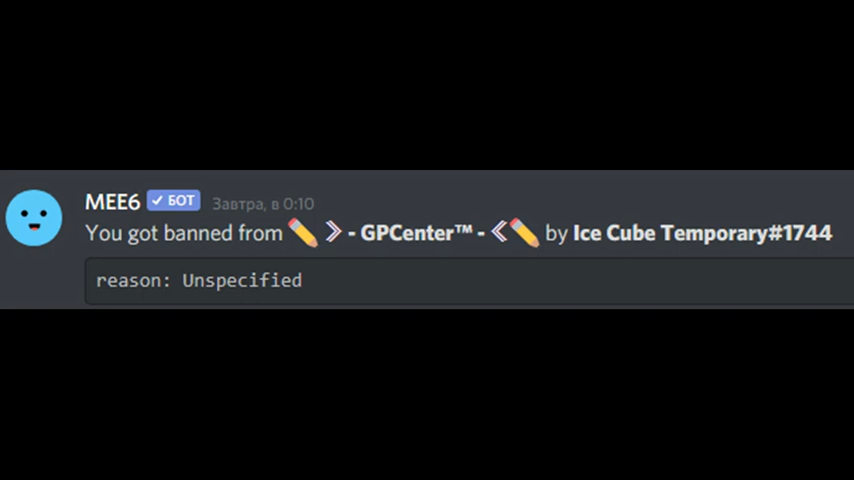 MEE6 ✓ БОТ Завтра, в 0:10
You got banned from ✏️ » - GPCenter™ - «✏️ by Ice Cube Temporary#1744
reason: Unspecified